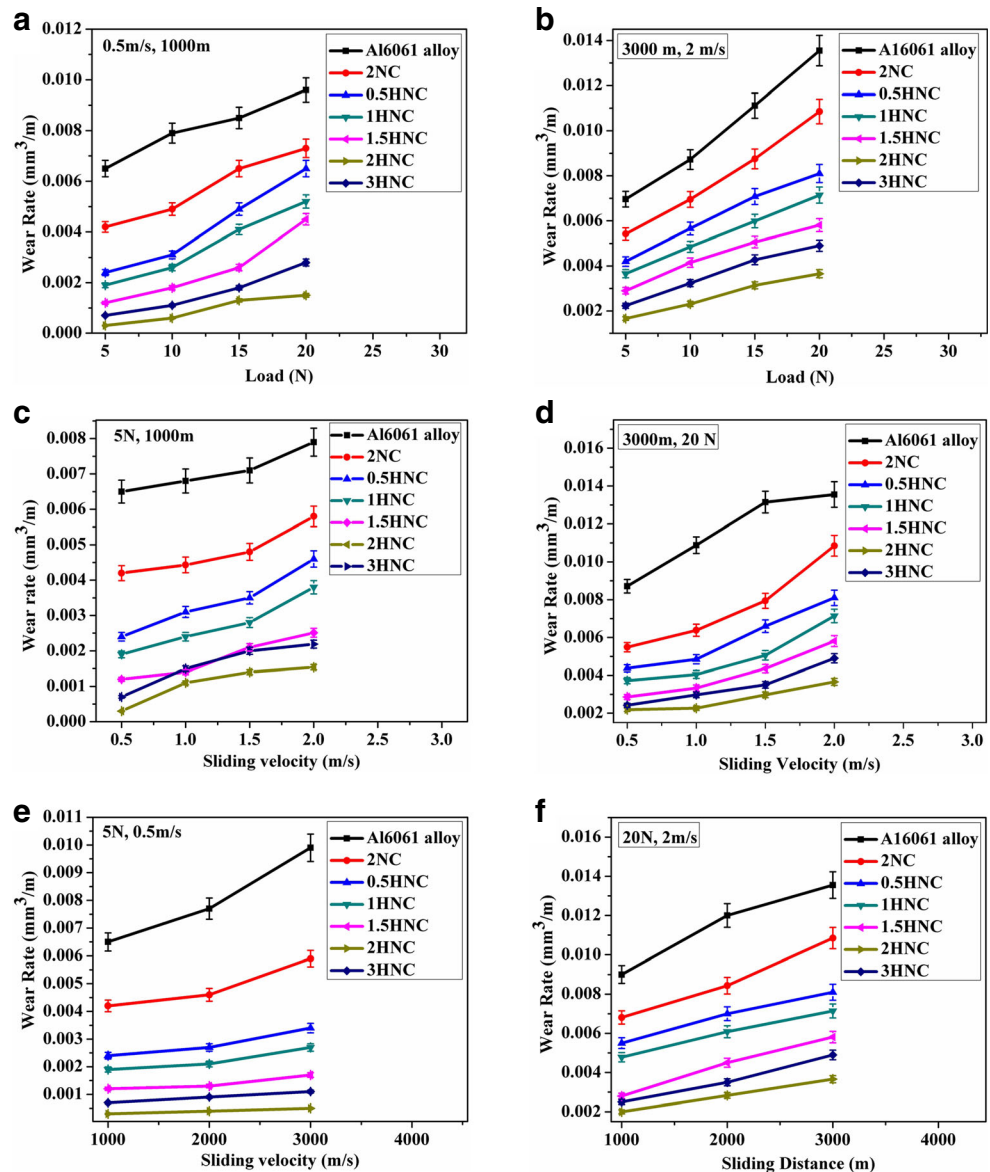 a
0.5m/s, 1000m
Al6061 alloy
2NC
0.5HNC
1HNC
1.5HNC
2HNC
3HNC
Wear Rate (mm³/m)
0.012
0.010
0.008
0.006
0.004
0.002
0.000
5 10 15 20 25 30
Load (N)
b
3000 m, 2 m/s
A16061 alloy
2NC
0.5HNC
1HNC
1.5HNC
2HNC
3HNC
Wear Rate (mm³/m)
0.014
0.012
0.010
0.008
0.006
0.004
0.002
5 10 15 20 25 30
Load (N)
c
5N, 1000m
Al6061 alloy
2NC
0.5HNC
1HNC
1.5HNC
2HNC
3HNC
Wear rate (mm³/m)
0.008
0.007
0.006
0.005
0.004
0.003
0.002
0.001
0.000
0.5 1.0 1.5 2.0 2.5 3.0
Sliding velocity (m/s)
d
3000m, 20 N
Al6061 alloy
2NC
0.5HNC
1HNC
1.5HNC
2HNC
3HNC
Wear Rate (mm³/m)
0.016
0.014
0.012
0.010
0.008
0.006
0.004
0.002
0.5 1.0 1.5 2.0 2.5 3.0
Sliding Velocity (m/s)
e
5N, 0.5m/s
Al6061 alloy
2NC
0.5HNC
1HNC
1.5HNC
2HNC
3HNC
Wear Rate (mm³/m)
0.011
0.010
0.009
0.008
0.007
0.006
0.005
0.004
0.003
0.002
0.001
1000 2000 3000 4000
Sliding velocity (m/s)
f
20N, 2m/s
A16061 alloy
2NC
0.5HNC
1HNC
1.5HNC
2HNC
3HNC
Wear Rate (mm³/m)
0.016
0.014
0.012
0.010
0.008
0.006
0.004
0.002
1000 2000 3000 4000
Sliding Distance (m)